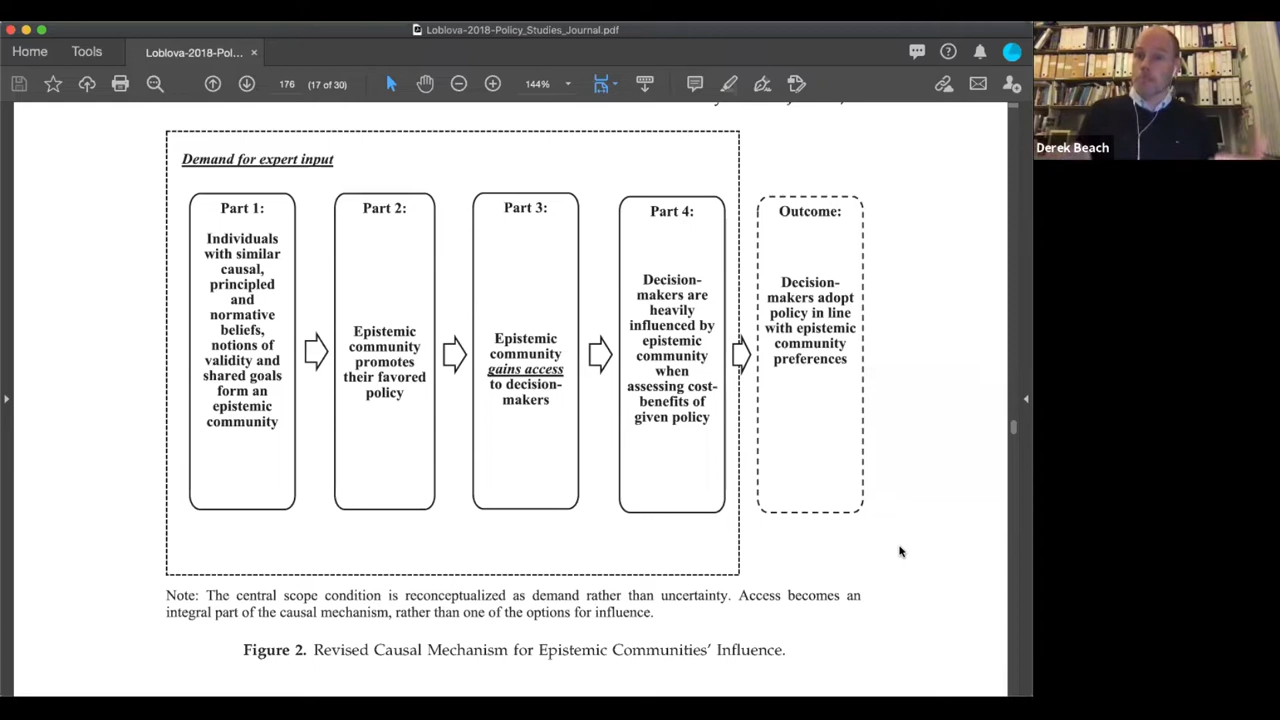 Loblova-2018-Policy_Studies_Journal.pdf
Home
Tools
Loblova-2018-Pol...
×
176
(17 of 30)
144%
Derek Beach
Demand for expert input
Part 1:
Individuals
with similar
causal,
principled
and
normative
beliefs,
notions of
validity and
shared goals
form an
epistemic
community
Part 2:
Epistemic
community
promotes
their favored
policy
Part 3:
Epistemic
community
gains access
to decision-
makers
Part 4:
Decision-
makers are
heavily
influenced by
epistemic
community
when
assessing cost-
benefits of
given policy
Outcome:
Decision-
makers adopt
policy in line
with epistemic
community
preferences
Note: The central scope condition is reconceptualized as demand rather than uncertainty. Access becomes an
integral part of the causal mechanism, rather than one of the options for influence.
Figure 2. Revised Causal Mechanism for Epistemic Communities' Influence.